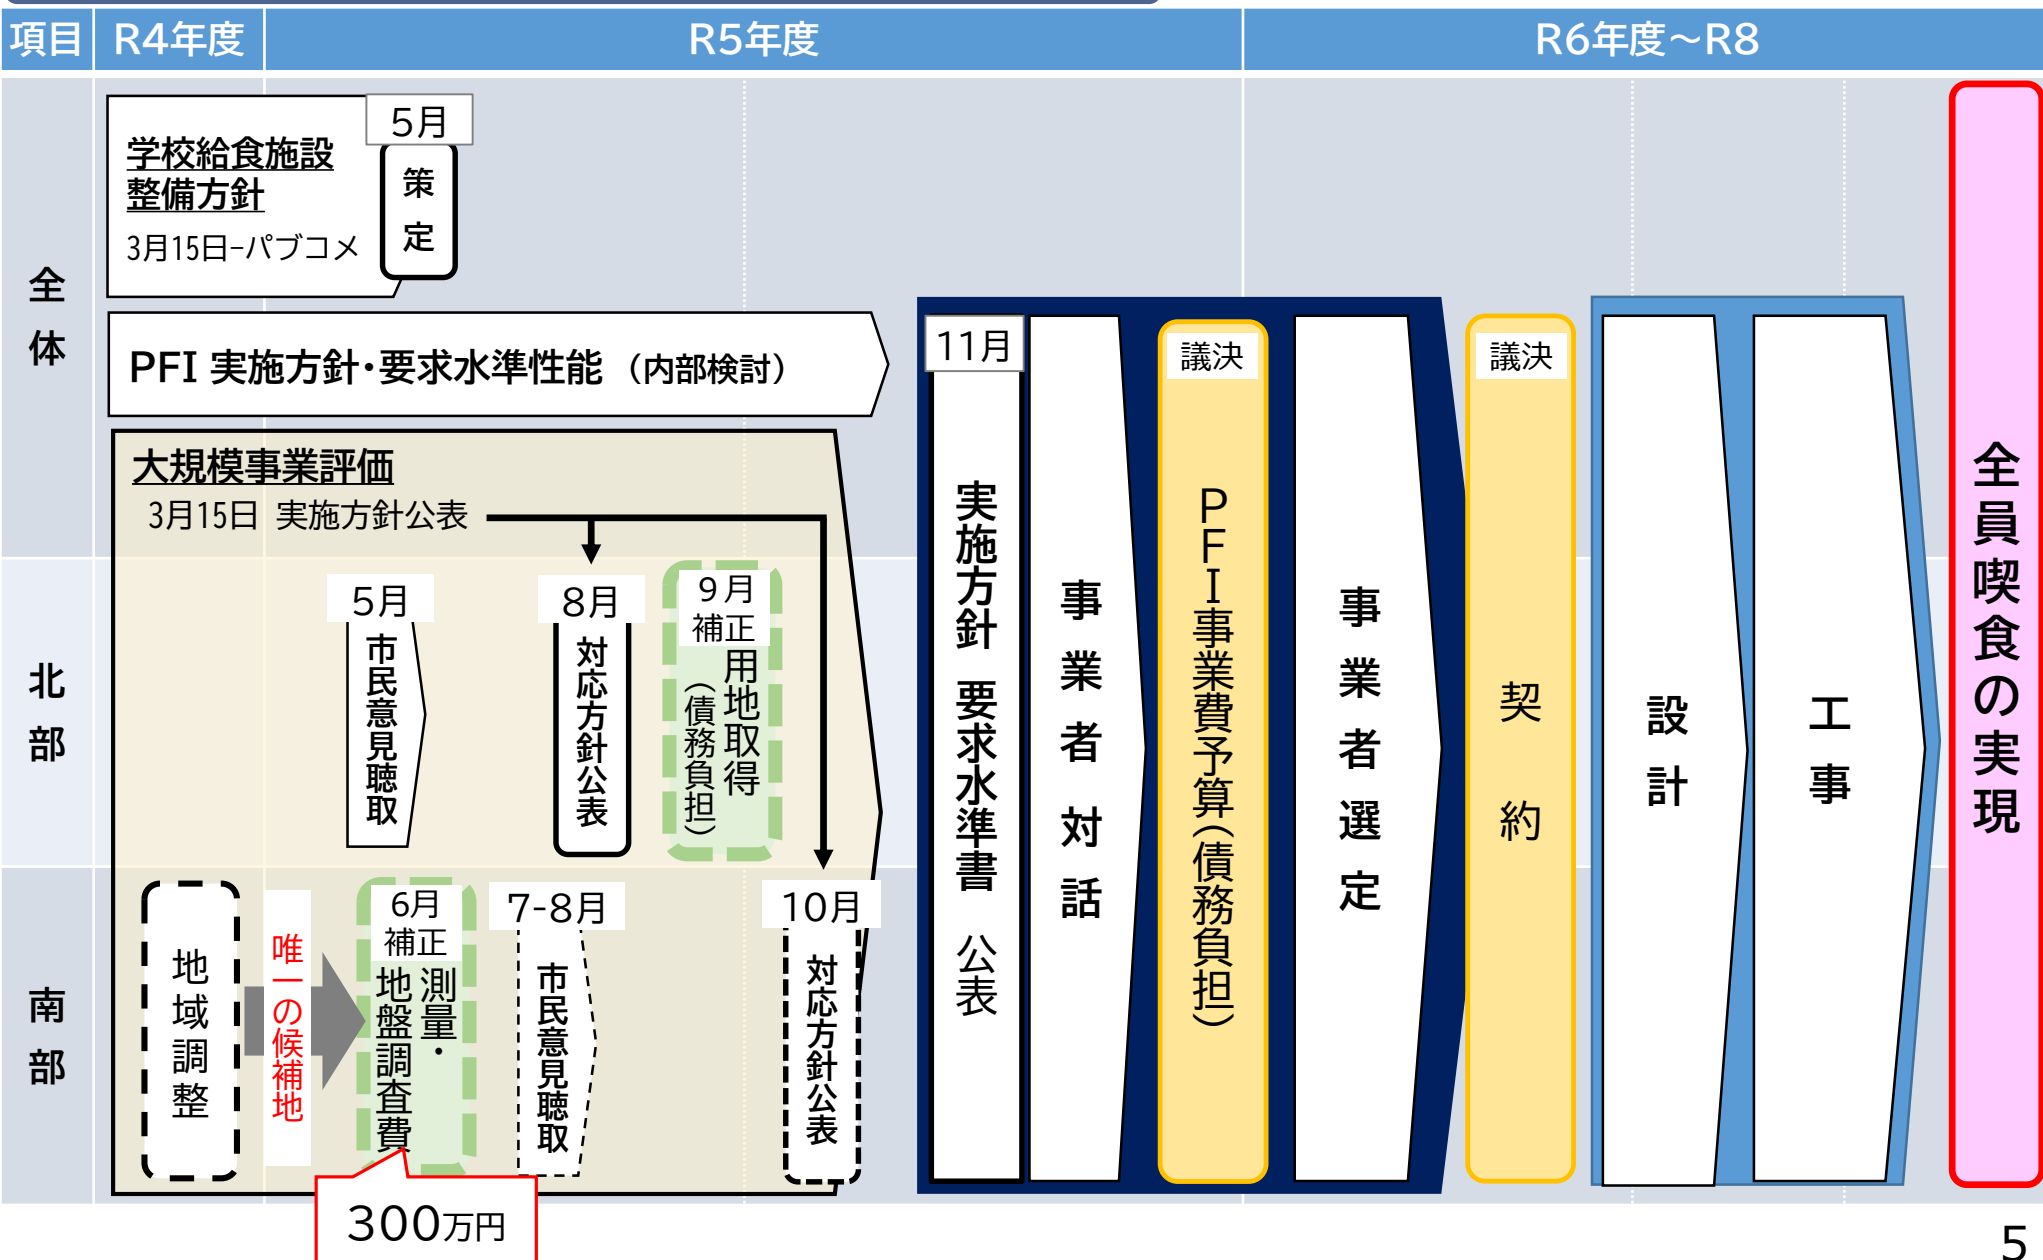 項目
R4年度
R5年度
R6年度～R8
全体
学校給食施設
整備方針
3月15日-パブコメ
5月
策定
PFI 実施方針・要求水準性能（内部検討）
大規模事業評価
3月15日 実施方針公表
北部
5月
市民意見聴取
8月
対応方針公表
9月
補正
用地取得
（債務負担）
南部
地域調整
唯一の候補地
6月
補正
測量・
地盤調査費
300万円
7-8月
市民意見聴取
10月
対応方針公表
11月
実施方針 要求水準書 公表
事業者対話
議決
PFI事業費予算（債務負担）
事業者選定
議決
契約
設計
工事
全員喫食の実現
5